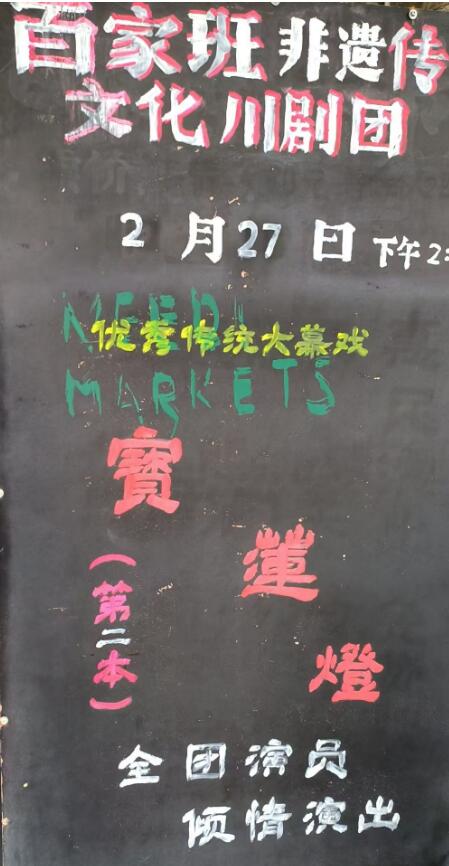 百家班非遗传
文化川剧团
2月27日下午2:
优秀传统大幕戏
MARKETS
寳蓮燈
(第二本)
全团演员
倾情演出